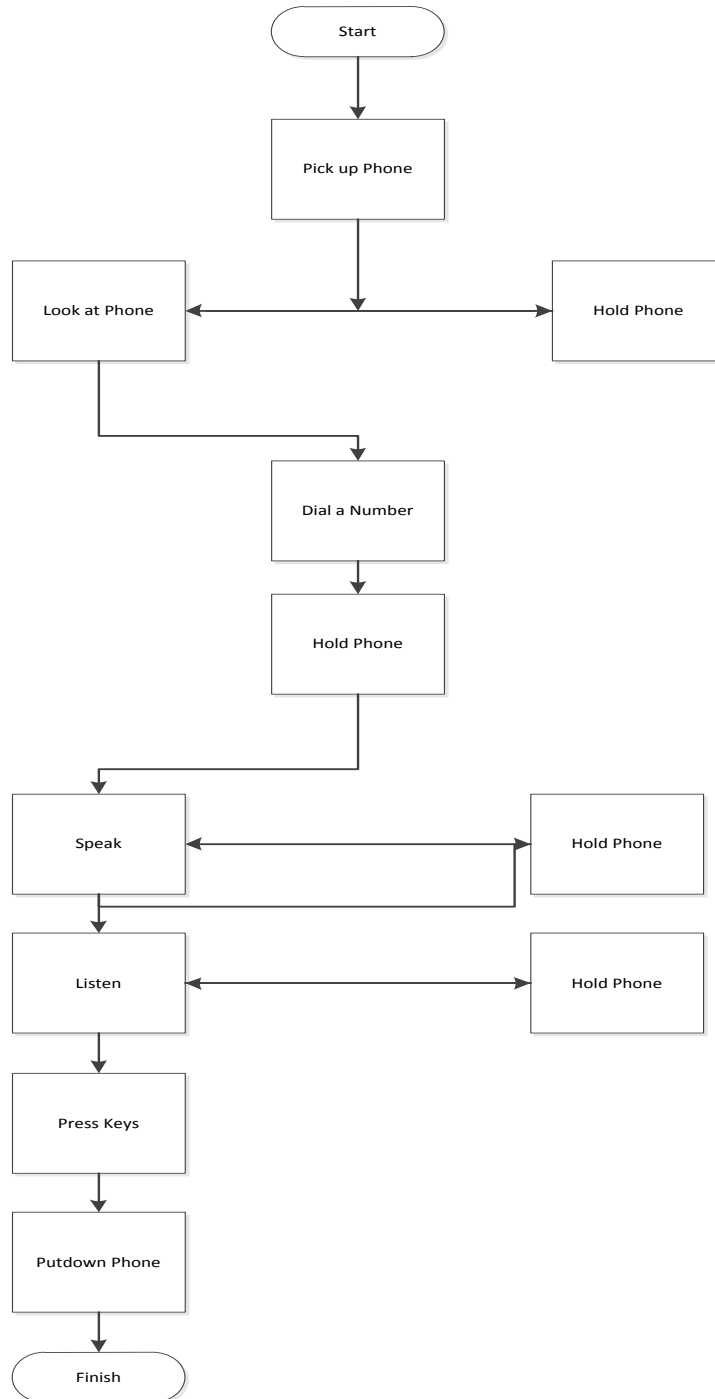 Start
Pick up Phone
Look at Phone
Hold Phone
Dial a Number
Hold Phone
Speak
Hold Phone
Listen
Hold Phone
Press Keys
Putdown Phone
Finish